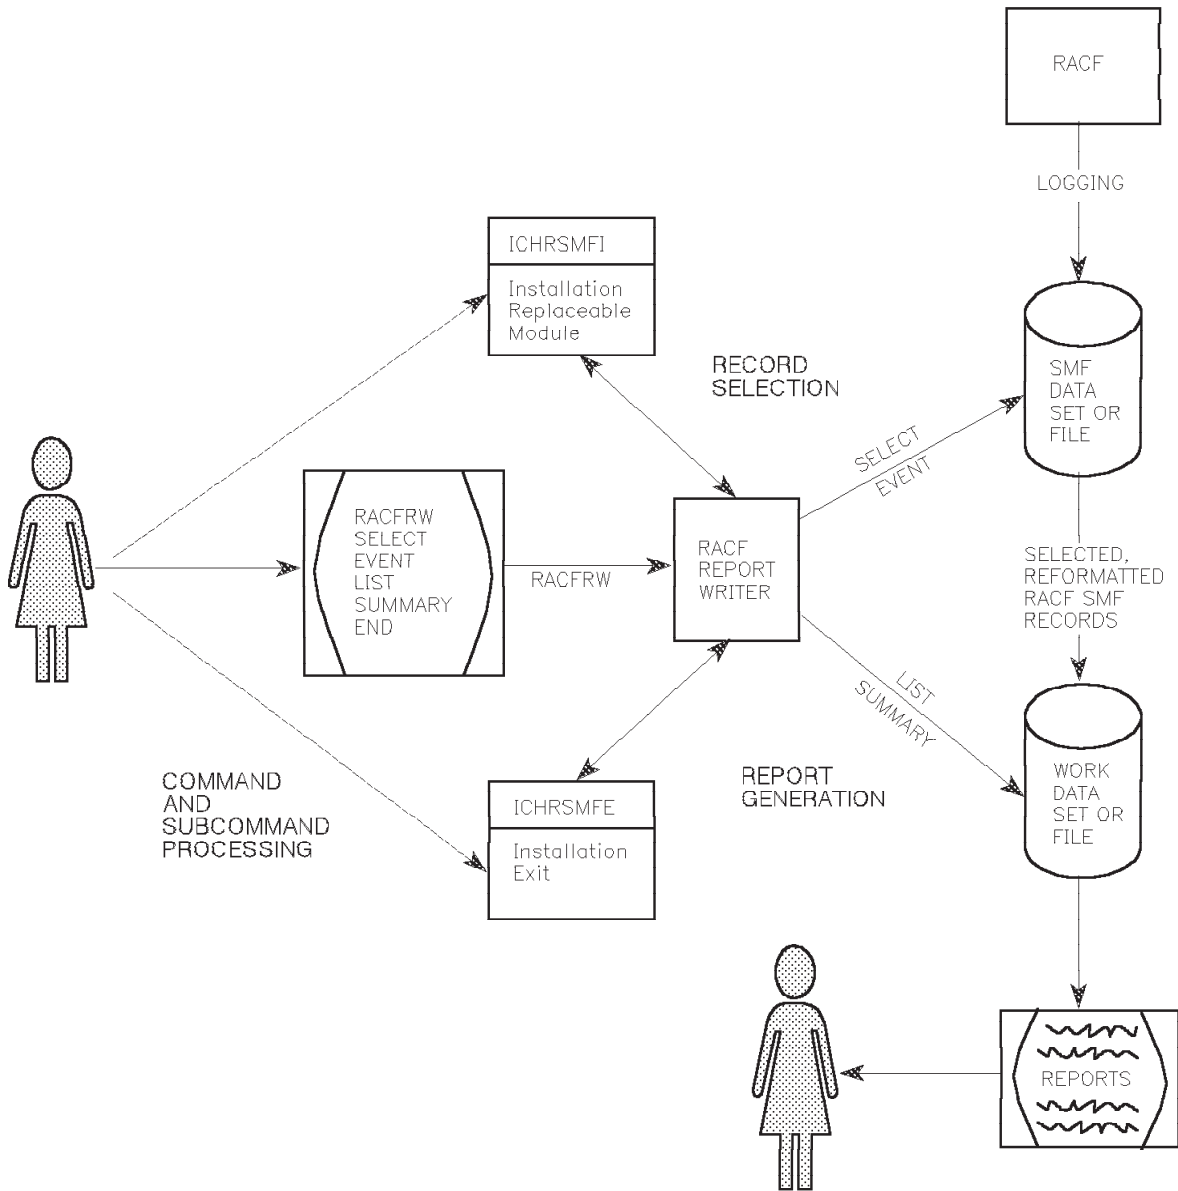 RACF
LOGGING
ICHRSMFI
Installation
Replaceable
Module
RECORD
SELECTION
SMF
DATA
SET OR
FILE
SELECT
EVENT
RACFRW
SELECT
EVENT
LIST
SUMMARY
END
RACFRW
RACF
REPORT
WRITER
SELECTED,
REFORMATTED
RACF SMF
RECORDS
LIST
SUMMARY
COMMAND
AND
SUBCOMMAND
PROCESSING
ICHRSMFE
Installation
Exit
REPORT
GENERATION
WORK
DATA
SET OR
FILE
REPORTS